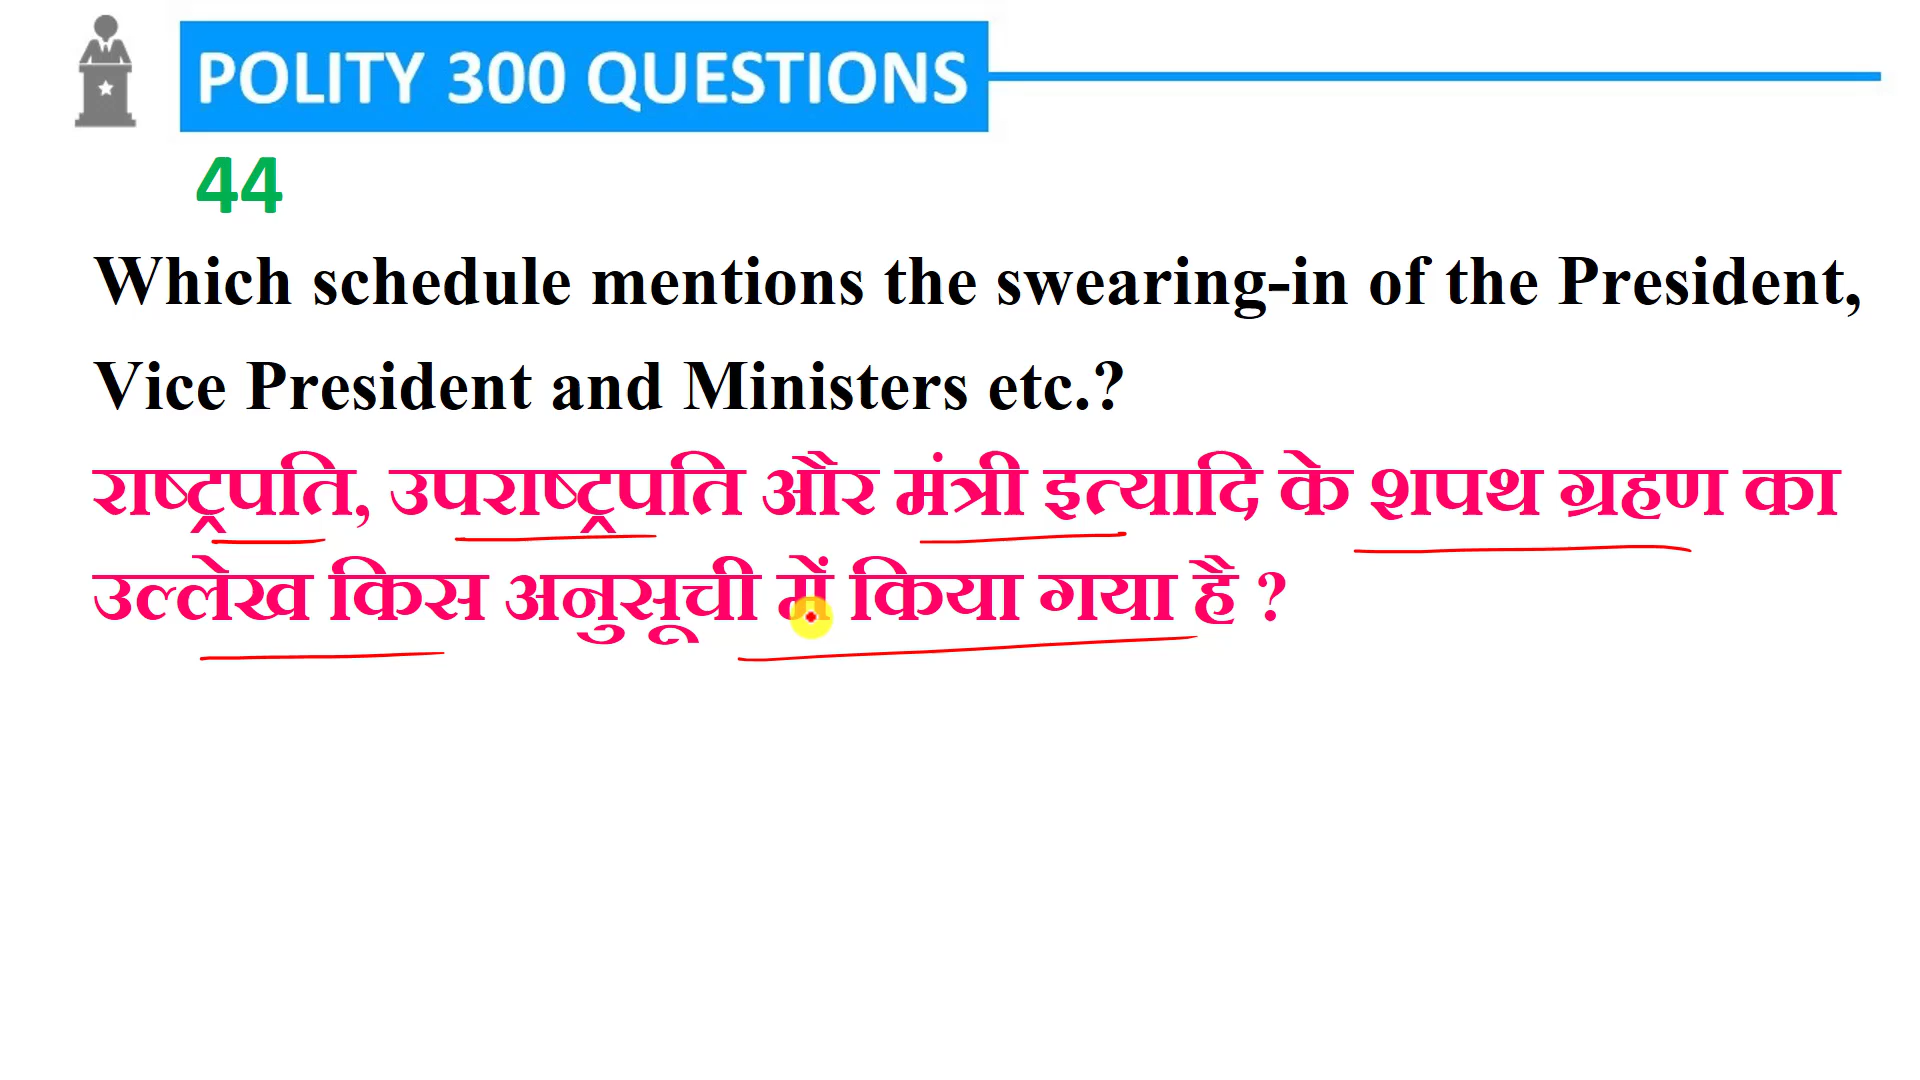 POLITY 300 QUESTIONS
44
Which schedule mentions the swearing-in of the President,
Vice President and Ministers etc.?
राष्ट्रपति, उपराष्ट्रपति और मंत्री इत्यादि के शपथ ग्रहण का
उल्लेख किस अनुसूची में किया गया है ?